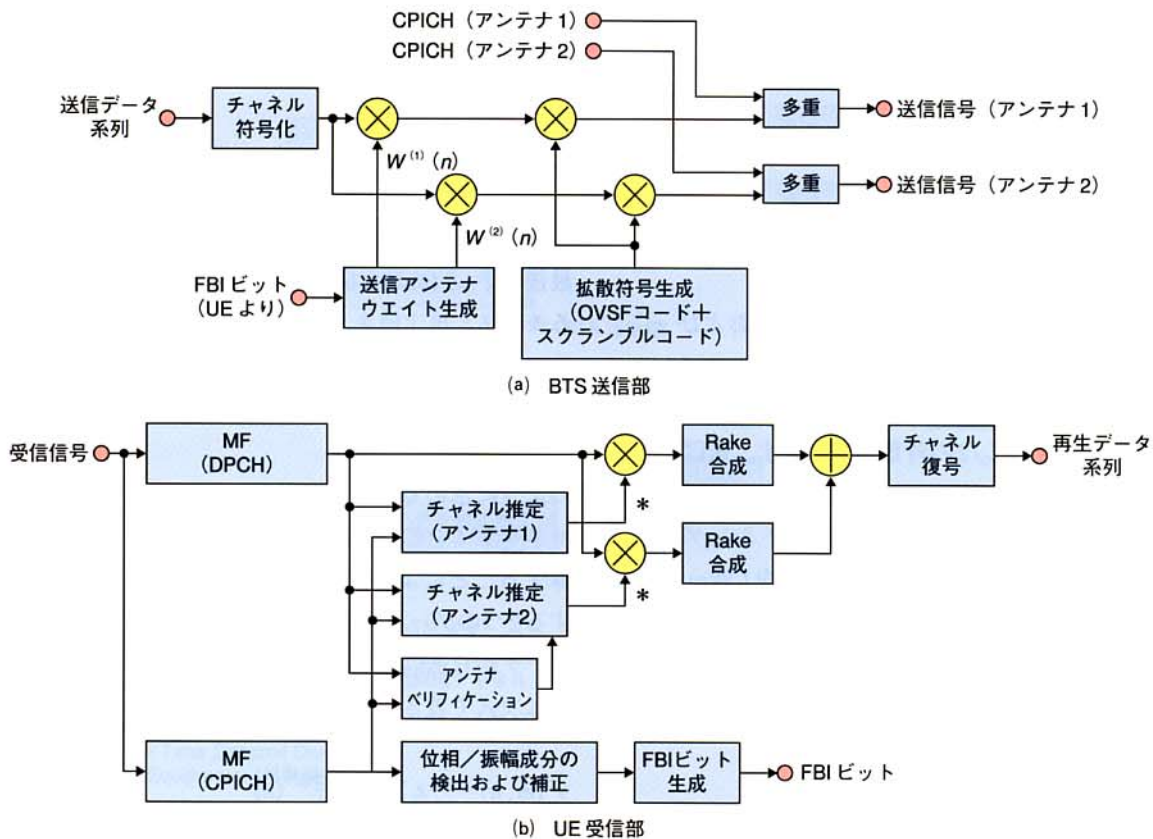 CPICH（アンテナ1）
CPICH（アンテナ2）
送信データ
系列
チャネル
符号化
多重
送信信号（アンテナ1）
W⁽¹⁾(n)
多重
送信信号（アンテナ2）
W⁽²⁾(n)
FBIビット
(UEより)
送信アンテナ
ウエイト生成
拡散符号生成
(OVSFコード＋
スクランブルコード)
(a) BTS送信部
受信信号
MF
(DPCH)
Rake
合成
チャネル
復号
再生データ
系列
チャネル推定
(アンテナ1)
*
Rake
合成
チャネル推定
(アンテナ2)
*
アンテナ
ベリフィケーション
MF
(CPICH)
位相／振幅成分の
検出および補正
FBIビット
生成
FBIビット
(b) UE受信部